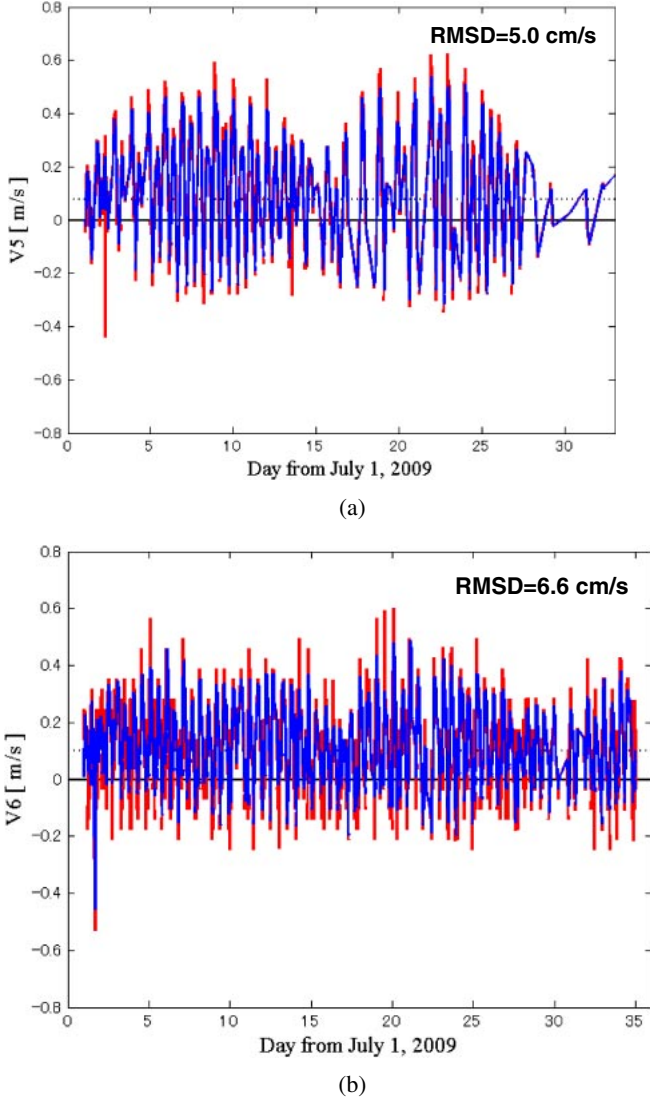 RMSD=5.0 cm/s
0.8
0.6
0.4
0.2
0
−0.2
−0.4
−0.6
−0.8
V5 [ m/s ]
0 5 10 15 20 25 30
Day from July 1, 2009
(a)
RMSD=6.6 cm/s
0.8
0.6
0.4
0.2
0
−0.2
−0.4
−0.6
−0.8
V6 [ m/s ]
0 5 10 15 20 25 30 35
Day from July 1, 2009
(b)